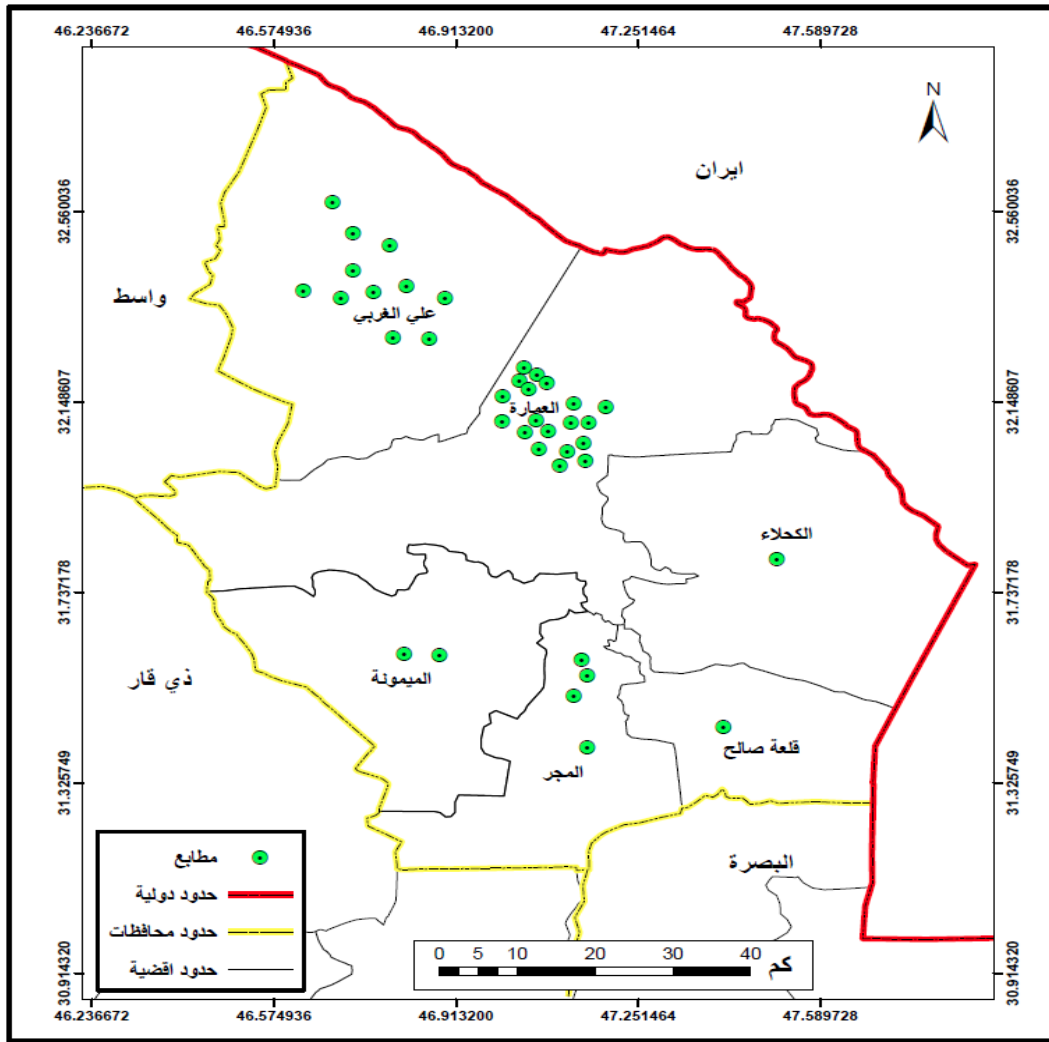 46.236672 46.574936 46.913200 47.251464 47.589728
N
ايران
32.560036 32.560036
واسط
علي الغربي
32.148607 32.148607
العمارة
الكحلاء
31.737178 31.737178
ذي قار
الميمونة
قلعة صالح
المجر
31.325749 31.325749
البصرة
مطابع
حدود دولية
حدود محافظات
حدود اقضية
0 5 10 20 30 40
كم
30.914320 30.914320
46.236672 46.574936 46.913200 47.251464 47.589728